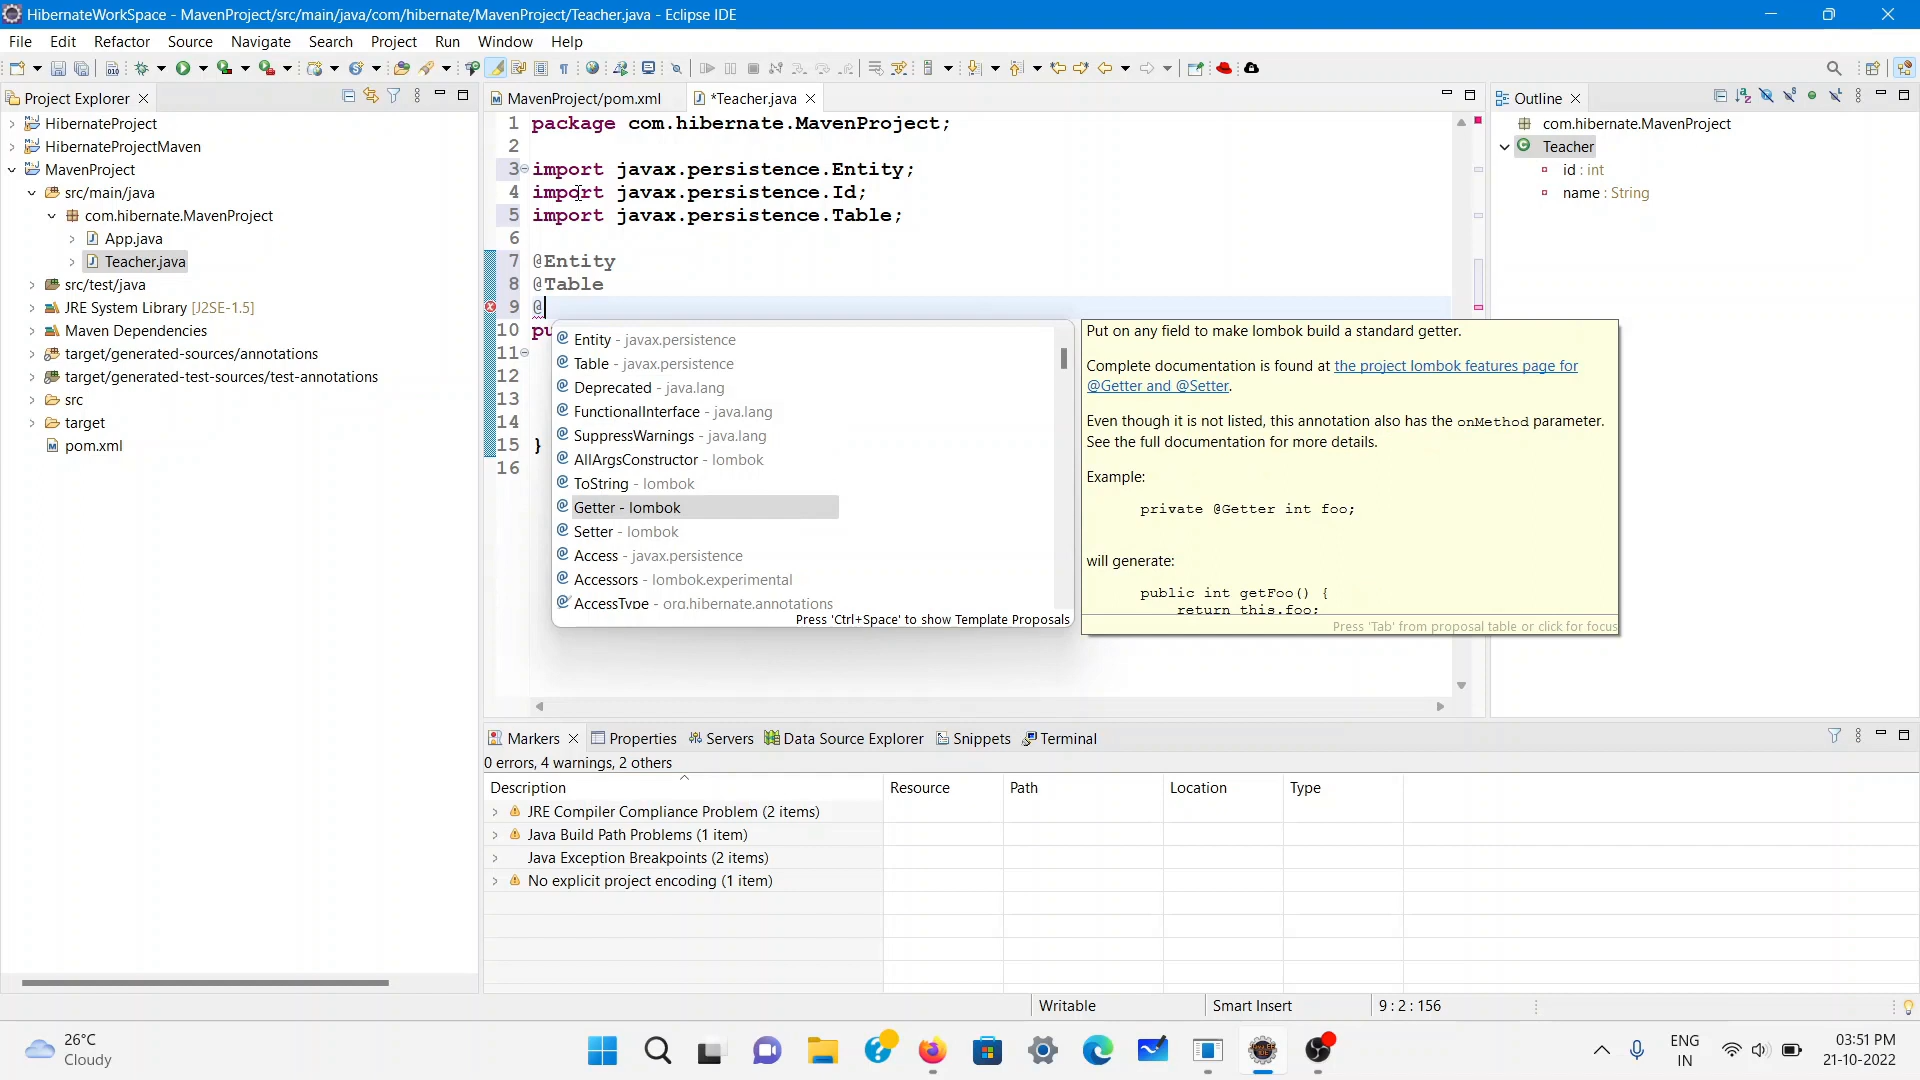 HibernateWorkSpace - MavenProject/src/main/java/com/hibernate/MavenProject/Teacher.java - Eclipse IDE
File Edit Refactor Source Navigate Search Project Run Window Help
Project Explorer
HibernateProject
HibernateProjectMaven
MavenProject
src/main/java
com.hibernate.MavenProject
App.java
Teacher.java
src/test/java
JRE System Library [J2SE-1.5]
Maven Dependencies
target/generated-sources/annotations
target/generated-test-sources/test-annotations
src
target
pom.xml
MavenProject/pom.xml *Teacher.java
1 package com.hibernate.MavenProject;
2
3 import javax.persistence.Entity;
4 import javax.persistence.Id;
5 import javax.persistence.Table;
6
7 @Entity
8 @Table
9 @
10 pu
11
12
13
14
15 }
16
Entity - javax.persistence
Table - javax.persistence
Deprecated - java.lang
FunctionalInterface - java.lang
SuppressWarnings - java.lang
AllArgsConstructor - lombok
ToString - lombok
Getter - lombok
Setter - lombok
Access - javax.persistence
Accessors - lombok.experimental
AccessType - org.hibernate.annotations
Press 'Ctrl+Space' to show Template Proposals
Put on any field to make lombok build a standard getter.
Complete documentation is found at the project lombok features page for
@Getter and @Setter.
Even though it is not listed, this annotation also has the onMethod parameter.
See the full documentation for more details.
Example:
private @Getter int foo;
will generate:
public int getFoo() {
return this.foo;
Press 'Tab' from proposal table or click for focus
Outline
com.hibernate.MavenProject
Teacher
id : int
name : String
Markers Properties Servers Data Source Explorer Snippets Terminal
0 errors, 4 warnings, 2 others
Description Resource Path Location Type
JRE Compiler Compliance Problem (2 items)
Java Build Path Problems (1 item)
Java Exception Breakpoints (2 items)
No explicit project encoding (1 item)
Writable Smart Insert 9 : 2 : 156
26°C
Cloudy
ENG
IN
03:51 PM
21-10-2022